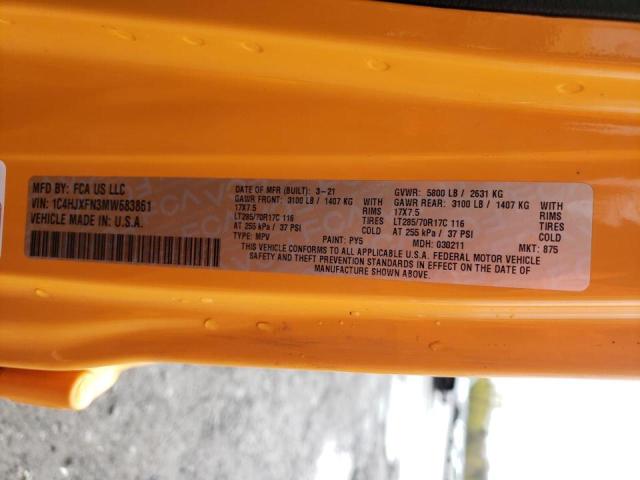 MFD BY: FCA US LLC
VIN: 1C4HJXFN3MW683861
VEHICLE MADE IN: U.S.A.
DATE OF MFR (BUILT): 3-21
GAWR FRONT: 3100 LB / 1407 KG WITH
17X7.5 RIMS
LT285/70R17C 116 TIRES
AT 255 kPa / 37 PSI COLD
TYPE: MPV PAINT: PY5
GVWR: 5800 LB / 2631 KG
GAWR REAR: 3100 LB / 1407 KG WITH
17X7.5 RIMS
LT285/70R17C 116 TIRES
AT 255 kPa / 37 PSI COLD
MDH: 030211 MKT: 875
THIS VEHICLE CONFORMS TO ALL APPLICABLE U.S.A. FEDERAL MOTOR VEHICLE
SAFETY AND THEFT PREVENTION STANDARDS IN EFFECT ON THE DATE OF
MANUFACTURE SHOWN ABOVE.